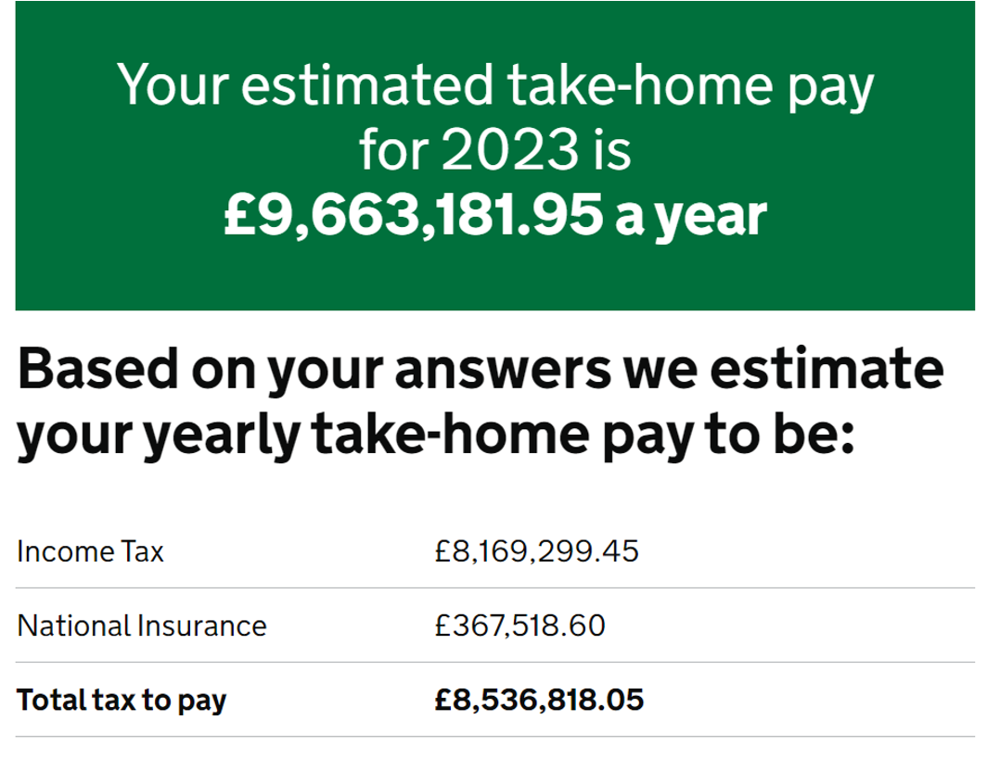 Your estimated take-home pay
for 2023 is
£9,663,181.95 a year
Based on your answers we estimate
your yearly take-home pay to be:
Income Tax £8,169,299.45
National Insurance £367,518.60
Total tax to pay £8,536,818.05